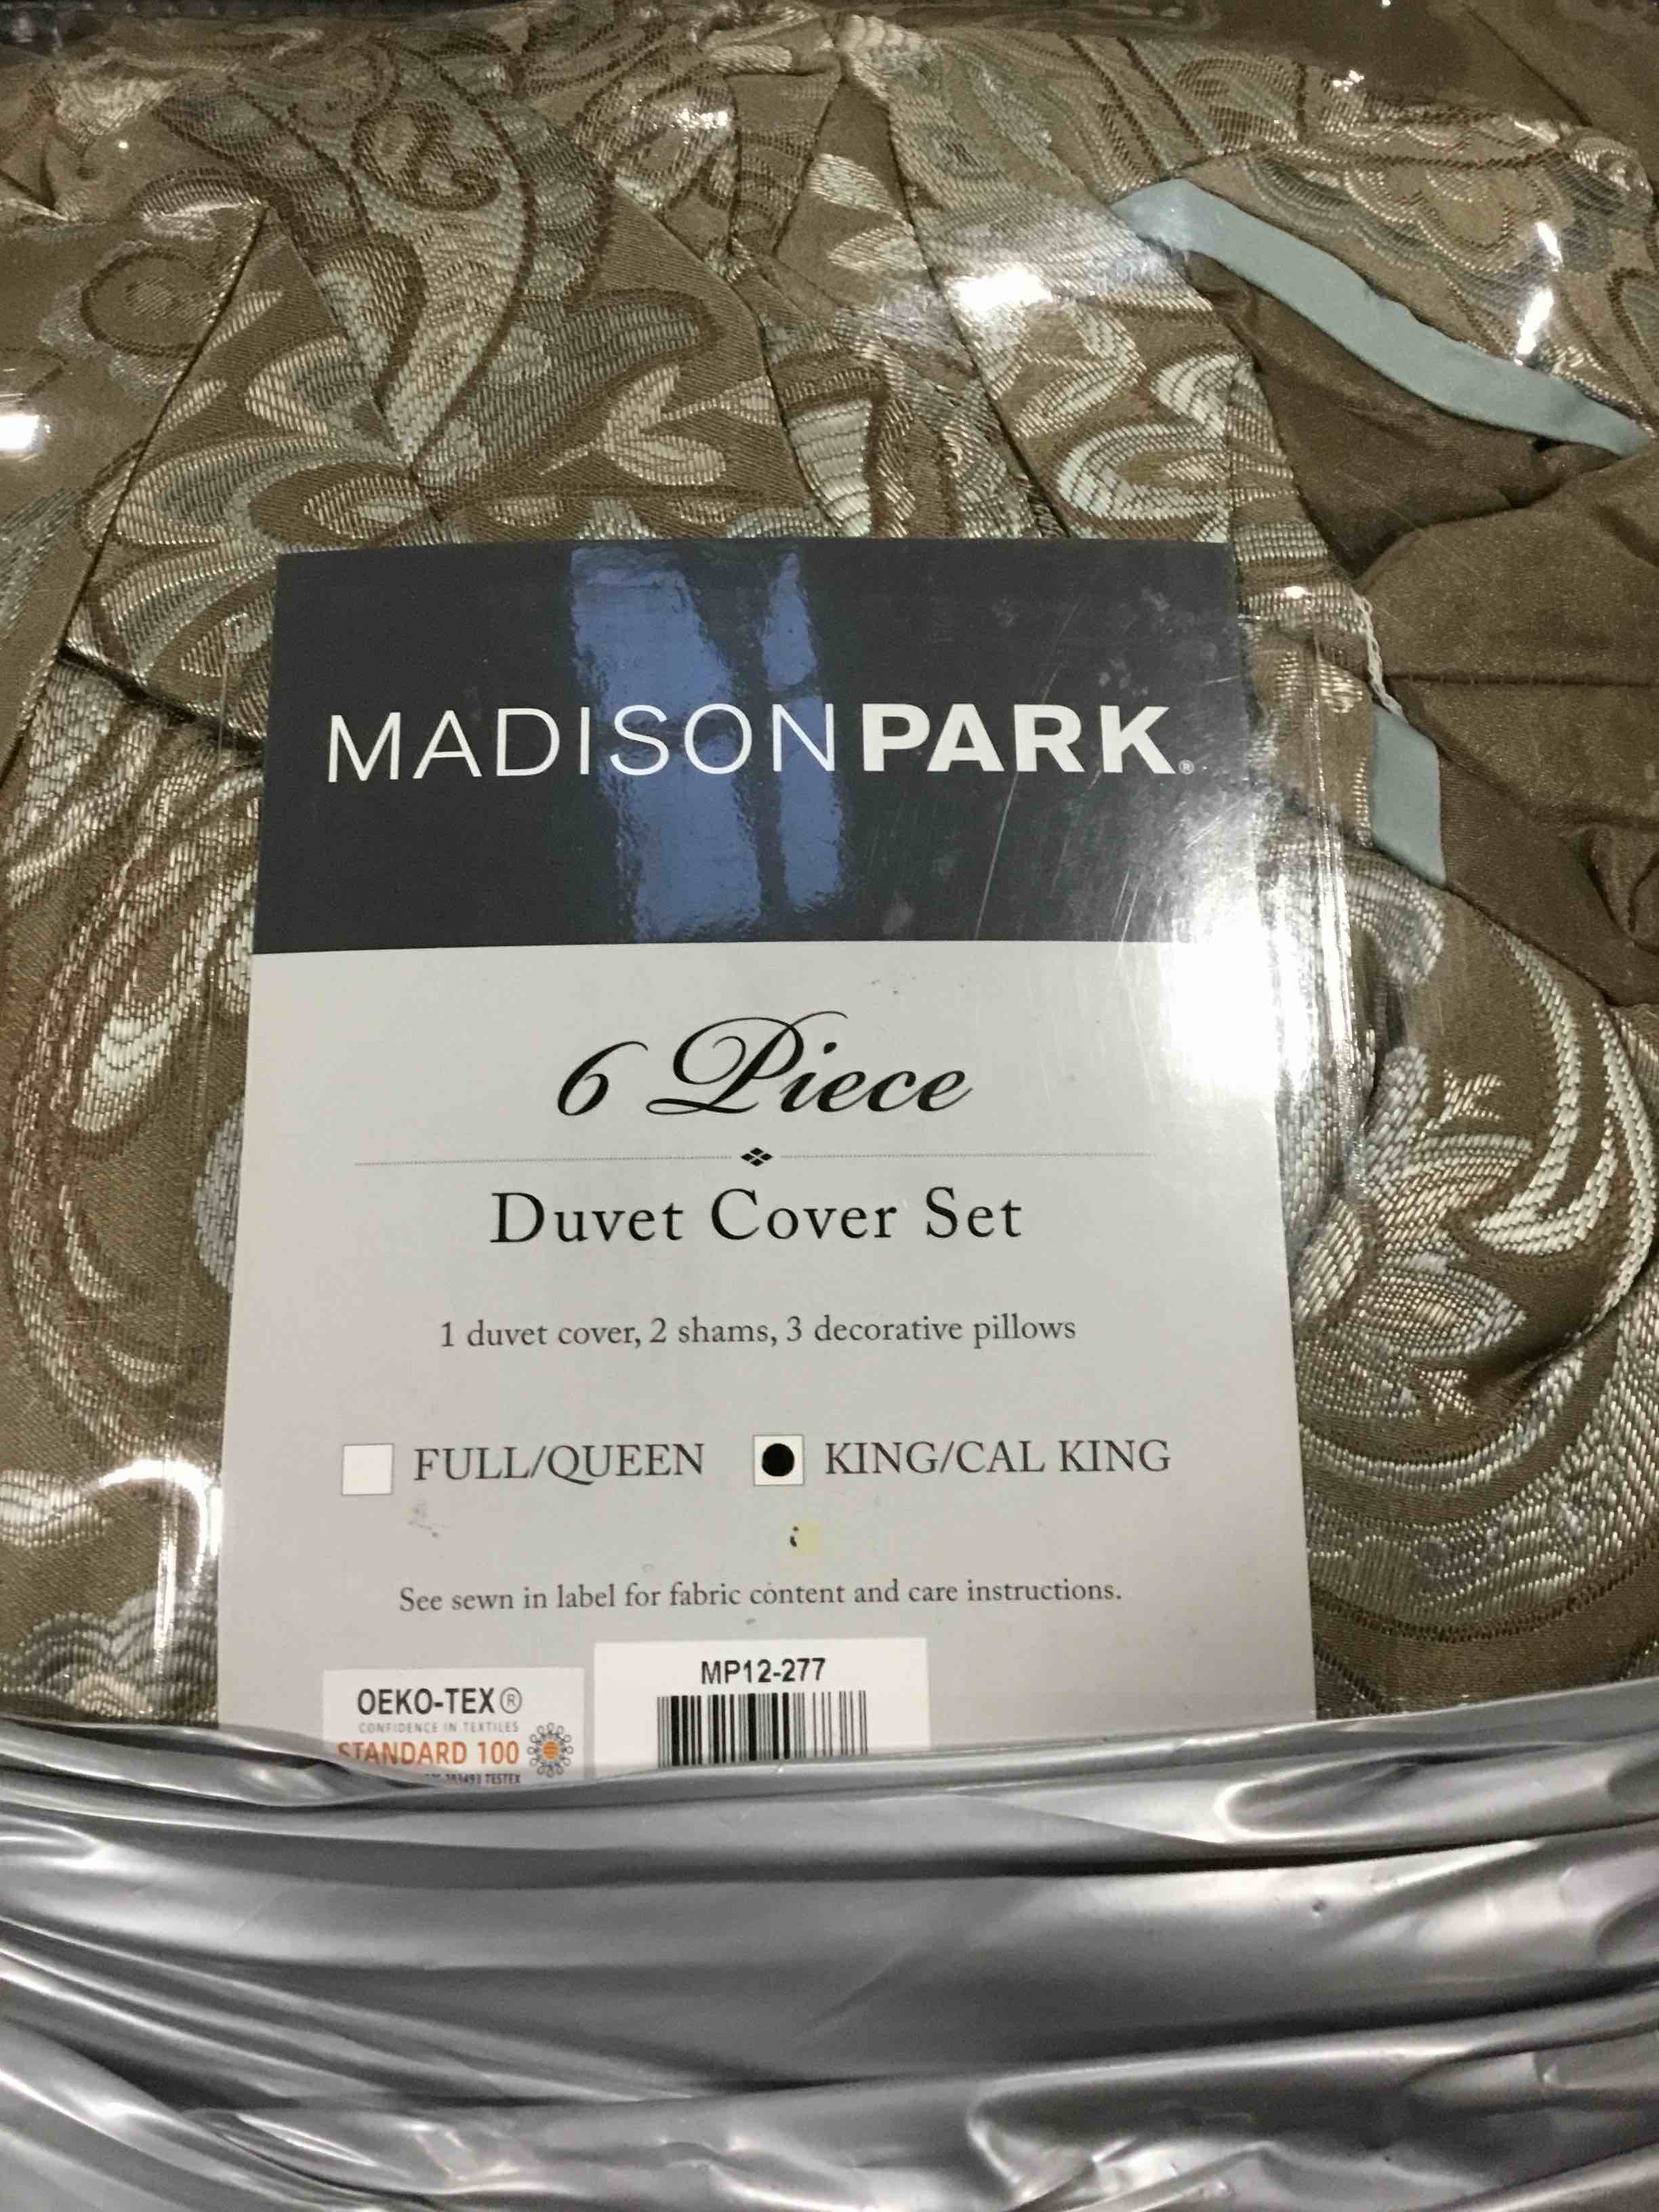 MADISONPARK®
6 Piece
Duvet Cover Set
1 duvet cover, 2 shams, 3 decorative pillows
FULL/QUEEN KING/CAL KING
See sewn in label for fabric content and care instructions.
MP12-277
OEKO-TEX®
CONFIDENCE IN TEXTILES
STANDARD 100
TESTEX